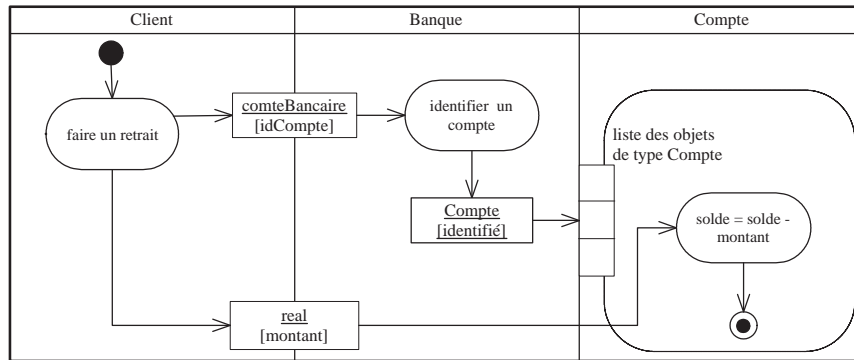 Client
Banque
Compte
faire un retrait
comteBancaire
[idCompte]
identifier un
compte
liste des objets
de type Compte
Compte
[identifié]
solde = solde -
montant
real
[montant]